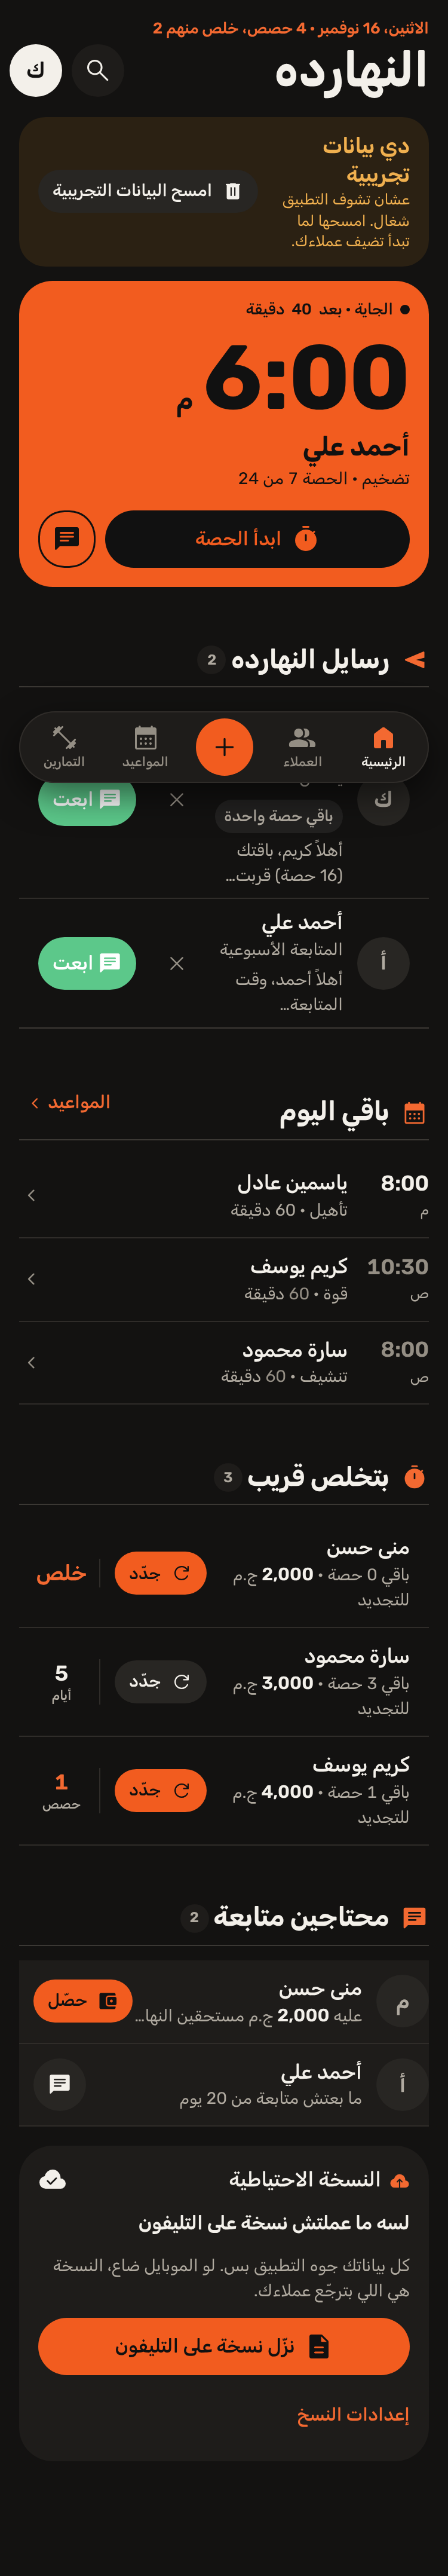 الاثنين، 16 نوفمبر • 4 حصص، خلص منهم 2
النهارده
ك
دي بيانات
تجريبية
عشان تشوف التطبيق
شغال. امسحها لما
تبدأ تضيف عملاءك.
امسح البيانات التجريبية
الجاية • بعد 40 دقيقة
6:00 م
أحمد علي
تضخيم • الحصة 7 من 24
ابدأ الحصة
رسايل النهارده 2
الرئيسية
العملاء
+
المواعيد
التمارين
ك
باقي حصة واحدة
أهلاً كريم، باقتك
(16 حصة) قربت...
ابعت
أ
أحمد علي
المتابعة الأسبوعية
أهلاً أحمد، وقت
المتابعة...
ابعت
باقي اليوم
المواعيد
8:00
م
ياسمين عادل
تأهيل • 60 دقيقة
10:30
ص
كريم يوسف
قوة • 60 دقيقة
8:00
ص
سارة محمود
تنشيف • 60 دقيقة
بتخلص قريب 3
منى حسن
باقي 0 حصة • 2,000 ج.م
للتجديد
جدّد
خلص
سارة محمود
باقي 3 حصة • 3,000 ج.م
للتجديد
جدّد
5
أيام
كريم يوسف
باقي 1 حصة • 4,000 ج.م
للتجديد
جدّد
1
حصص
محتاجين متابعة 2
م
منى حسن
عليه 2,000 ج.م مستحقين النها...
حصّل
أ
أحمد علي
ما بعتش متابعة من 20 يوم
النسخة الاحتياطية
لسه ما عملتش نسخة على التليفون
كل بياناتك جوه التطبيق بس. لو الموبايل ضاع، النسخة
هي اللي بترجّع عملاءك.
نزّل نسخة على التليفون
إعدادات النسخ